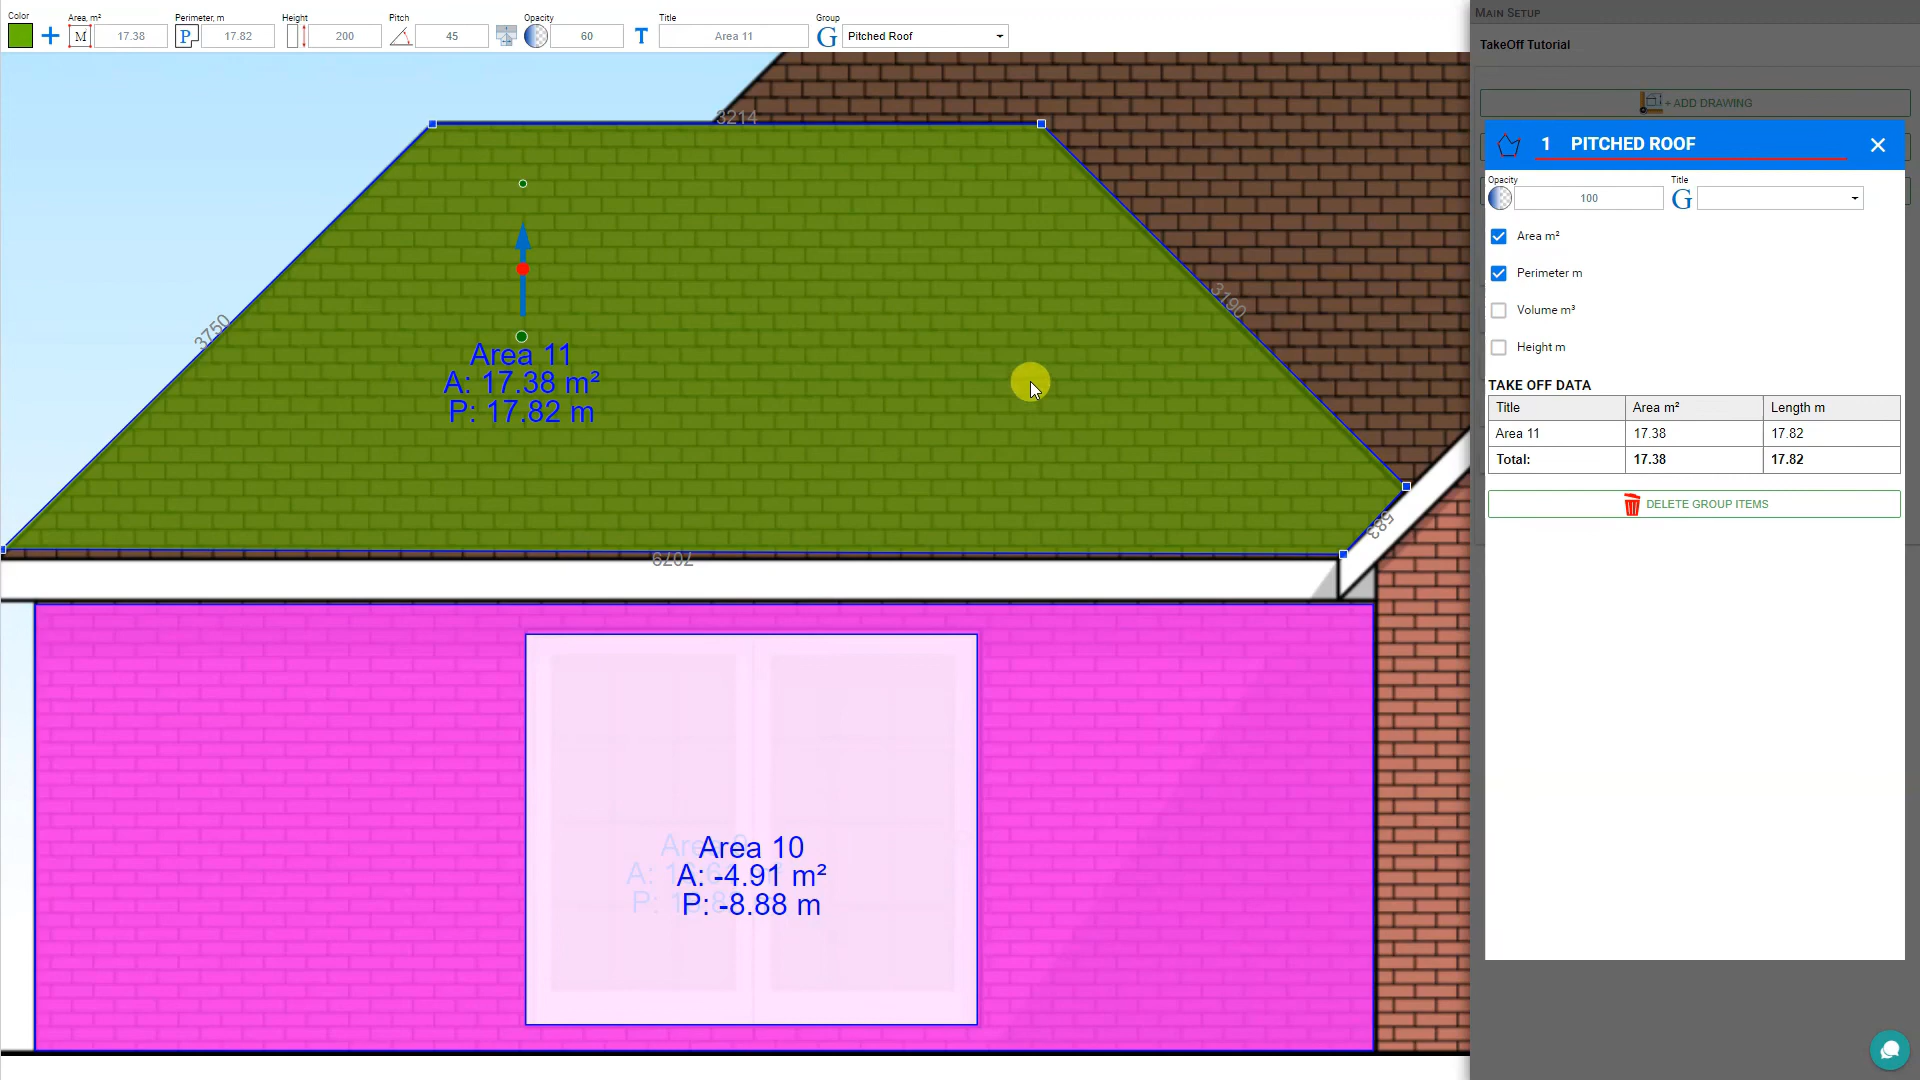 Color Area, m² Perimeter, m Height Pitch Opacity Title Group
M 17.38 P 17.82 200 45 60 T Area 11 G Pitched Roof
MAIN SETUP
TakeOff Tutorial
+ ADD DRAWING
1 PITCHED ROOF
Opacity Title
100 G
Area m²
Perimeter m
Volume m³
Height m
TAKE OFF DATA
Title Area m² Length m
Area 11 17.38 17.82
Total: 17.38 17.82
DELETE GROUP ITEMS
3214
3750
3190
583
7079
Area 11
A: 17.38 m²
P: 17.82 m
Area 10
A: -4.91 m²
P: -8.88 m